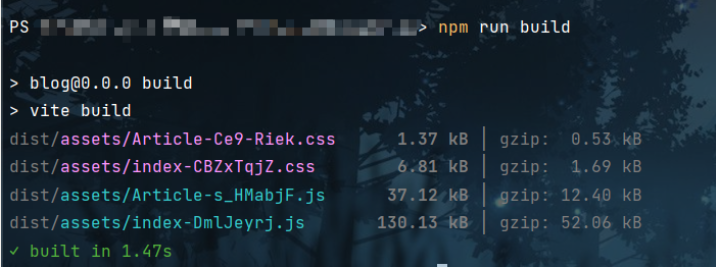 PS > npm run build
> blog@0.0.0 build
> vite build
dist/assets/Article-Ce9-Riek.css 1.37 kB │ gzip: 0.53 kB
dist/assets/index-CBZxTqjZ.css 6.81 kB │ gzip: 1.69 kB
dist/assets/Article-s_HMabjF.js 37.12 kB │ gzip: 12.40 kB
dist/assets/index-DmlJeyrj.js 130.13 kB │ gzip: 52.06 kB
✓ built in 1.47s